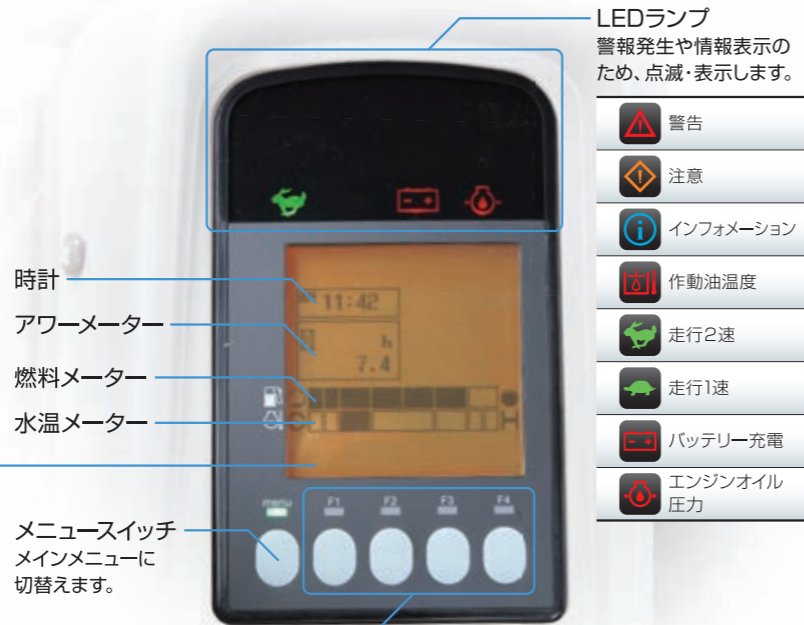 LEDランプ
警報発生や情報表示の
ため、点滅・表示します。
警告
注意
インフォメーション
作動油温度
走行2速
走行1速
バッテリー充電
エンジンオイル
圧力
時計
アワーメーター
燃料メーター
水温メーター
メニュースイッチ
メインメニューに
切替えます。
11:42
h
7.4
C H
menu F1 F2 F3 F4